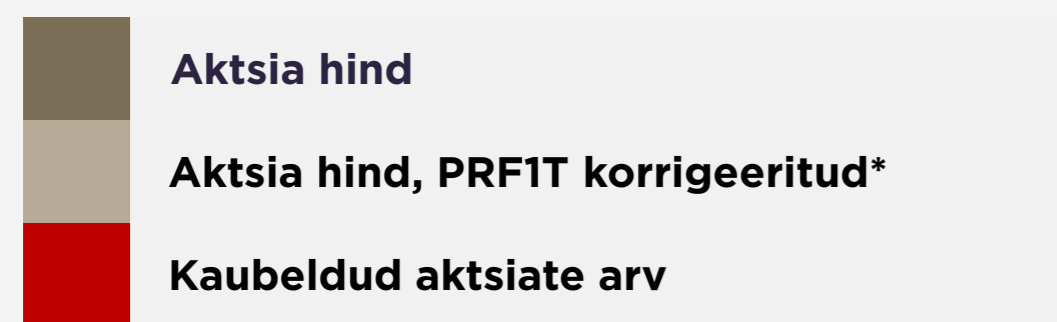 Aktsia hind
Aktsia hind, PRF1T korrigeeritud*
Kaubeldud aktsiate arv